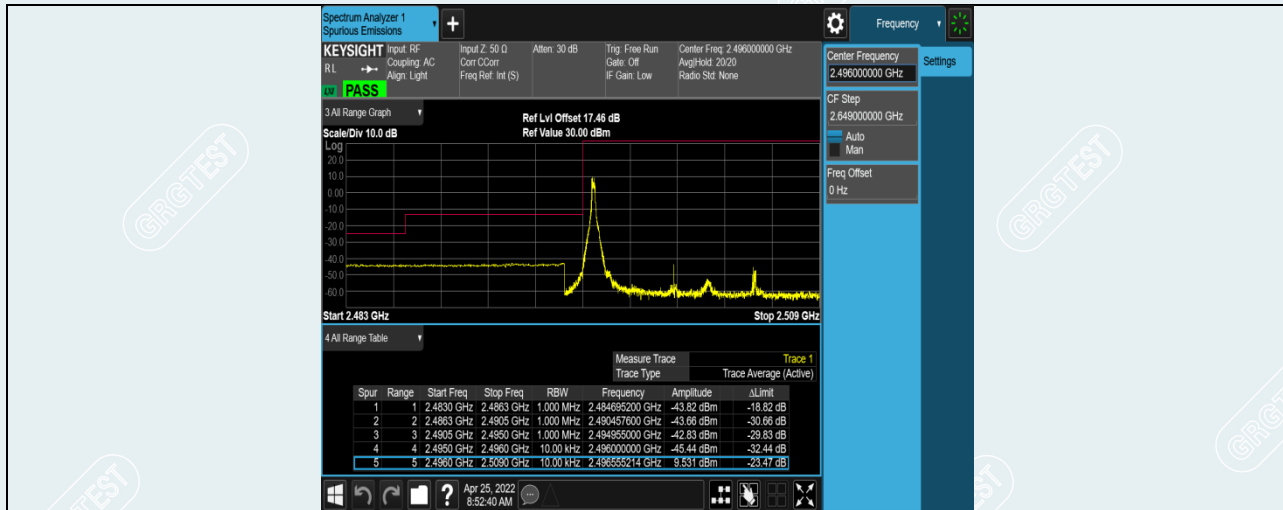 Spectrum Analyzer 1
Spurious Emissions
Frequency
KEYSIGHT Input: RF Input Z: 50 Ω Atten: 30 dB Trig: Free Run Center Freq: 2.496000000 GHz
RL Coupling: AC Corr CCorr Gate: Off Avg|Hold: 20/20
Align: Light Freq Ref: Int (S) IF Gain: Low Radio Std: None
PASS
Center Frequency
2.496000000 GHz
Settings
CF Step
2.649000000 GHz
Auto
Man
Freq Offset
0 Hz
3 All Range Graph
Ref Lvl Offset 17.46 dB
Scale/Div 10.0 dB Ref Value 30.00 dBm
Log
20.0
10.0
0.00
-10.0
-20.0
-30.0
-40.0
-50.0
-60.0
Start 2.483 GHz Stop 2.509 GHz
4 All Range Table
Measure Trace Trace 1
Trace Type Trace Average (Active)
Spur Range Start Freq Stop Freq RBW Frequency Amplitude ΔLimit
1 1 2.4830 GHz 2.4863 GHz 1.000 MHz 2.484695200 GHz -43.82 dBm -18.82 dB
2 2 2.4863 GHz 2.4905 GHz 1.000 MHz 2.490457600 GHz -43.66 dBm -30.66 dB
3 3 2.4905 GHz 2.4950 GHz 1.000 MHz 2.494955000 GHz -42.83 dBm -29.83 dB
4 4 2.4950 GHz 2.4960 GHz 10.00 kHz 2.496000000 GHz -45.44 dBm -32.44 dB
5 5 2.4960 GHz 2.5090 GHz 10.00 kHz 2.496555214 GHz 9.531 dBm -23.47 dB
?
Apr 25, 2022
8:52:40 AM
GRGTEST
GRGTEST
GRGTEST
GRGTEST